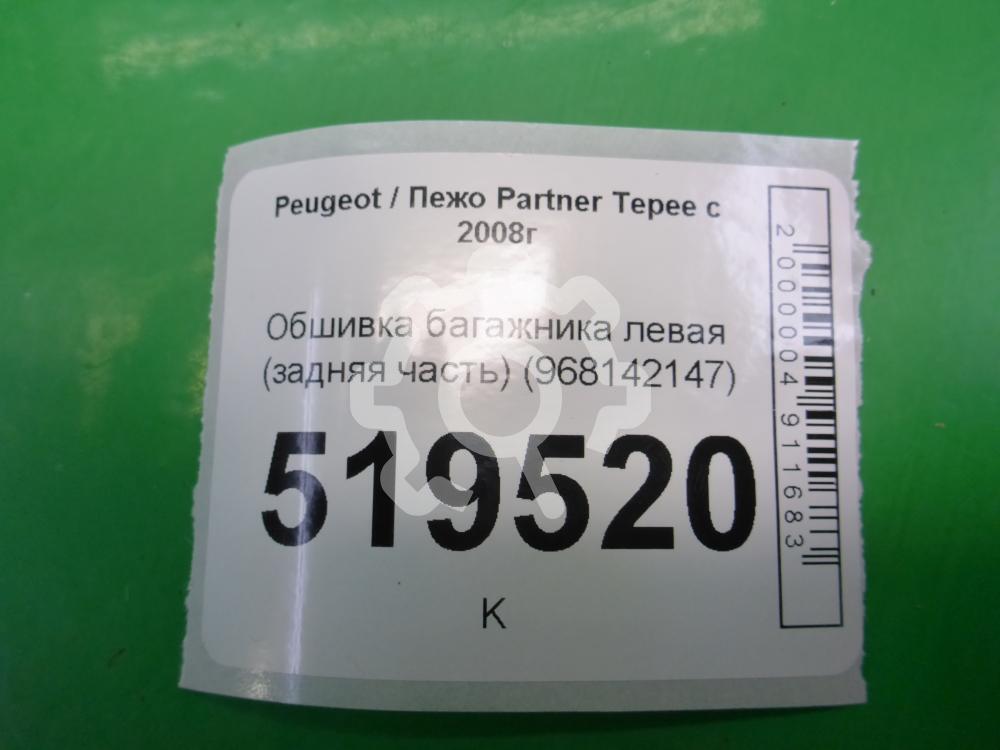 Peugeot / Пежо Partner Tepee с
2008г
Обшивка багажника левая
(задняя часть) (968142147)
519520
К
2000004911683